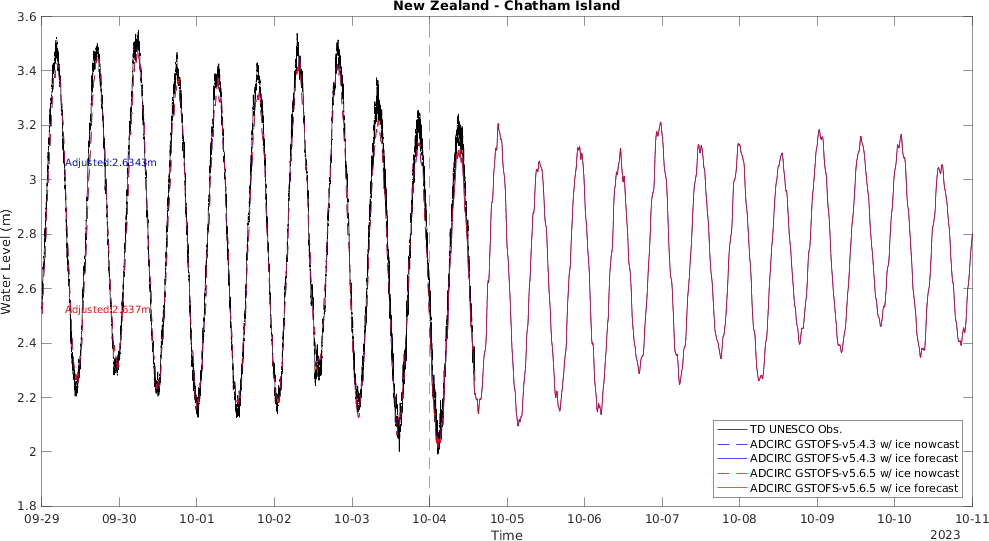 New Zealand - Chatham Island
3.6
3.4
3.2
3
2.8
2.6
2.4
2.2
2
1.8
Water Level (m)
Adjusted:2.6343m
Adjusted:2.637m
TD UNESCO Obs.
ADCIRC GSTOFS-v5.4.3 w/ ice nowcast
ADCIRC GSTOFS-v5.4.3 w/ ice forecast
ADCIRC GSTOFS-v5.6.5 w/ ice nowcast
ADCIRC GSTOFS-v5.6.5 w/ ice forecast
09-29 09-30 10-01 10-02 10-03 10-04 10-05 10-06 10-07 10-08 10-09 10-10 10-11
Time
2023